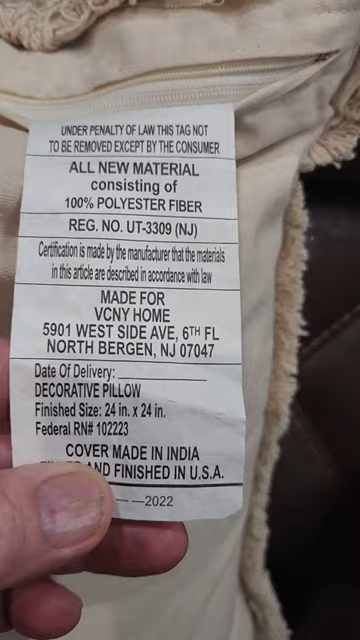 UNDER PENALTY OF LAW THIS TAG NOT
TO BE REMOVED EXCEPT BY THE CONSUMER
ALL NEW MATERIAL
consisting of
100% POLYESTER FIBER
REG. NO. UT-3309 (NJ)
Certification is made by the manufacturer that the materials
in this article are described in accordance with law
MADE FOR
VCNY HOME
5901 WEST SIDE AVE, 6TH FL
NORTH BERGEN, NJ 07047
Date Of Delivery: ______________
DECORATIVE PILLOW
Finished Size: 24 in. x 24 in.
Federal RN# 102223
COVER MADE IN INDIA
AND FINISHED IN U.S.A.
— —2022